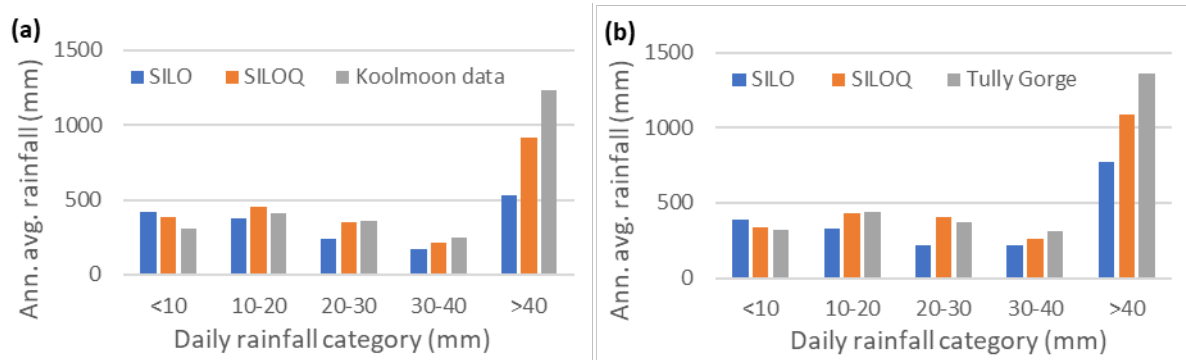 (a)
1500
1000
500
0
Ann. avg. rainfall (mm)
SILO SILOQ Koolmoon data
<10 10-20 20-30 30-40 >40
Daily rainfall category (mm)
(b)
1500
1000
500
0
Ann. avg. rainfall (mm)
SILO SILOQ Tully Gorge
<10 10-20 20-30 30-40 >40
Daily rainfall category (mm)